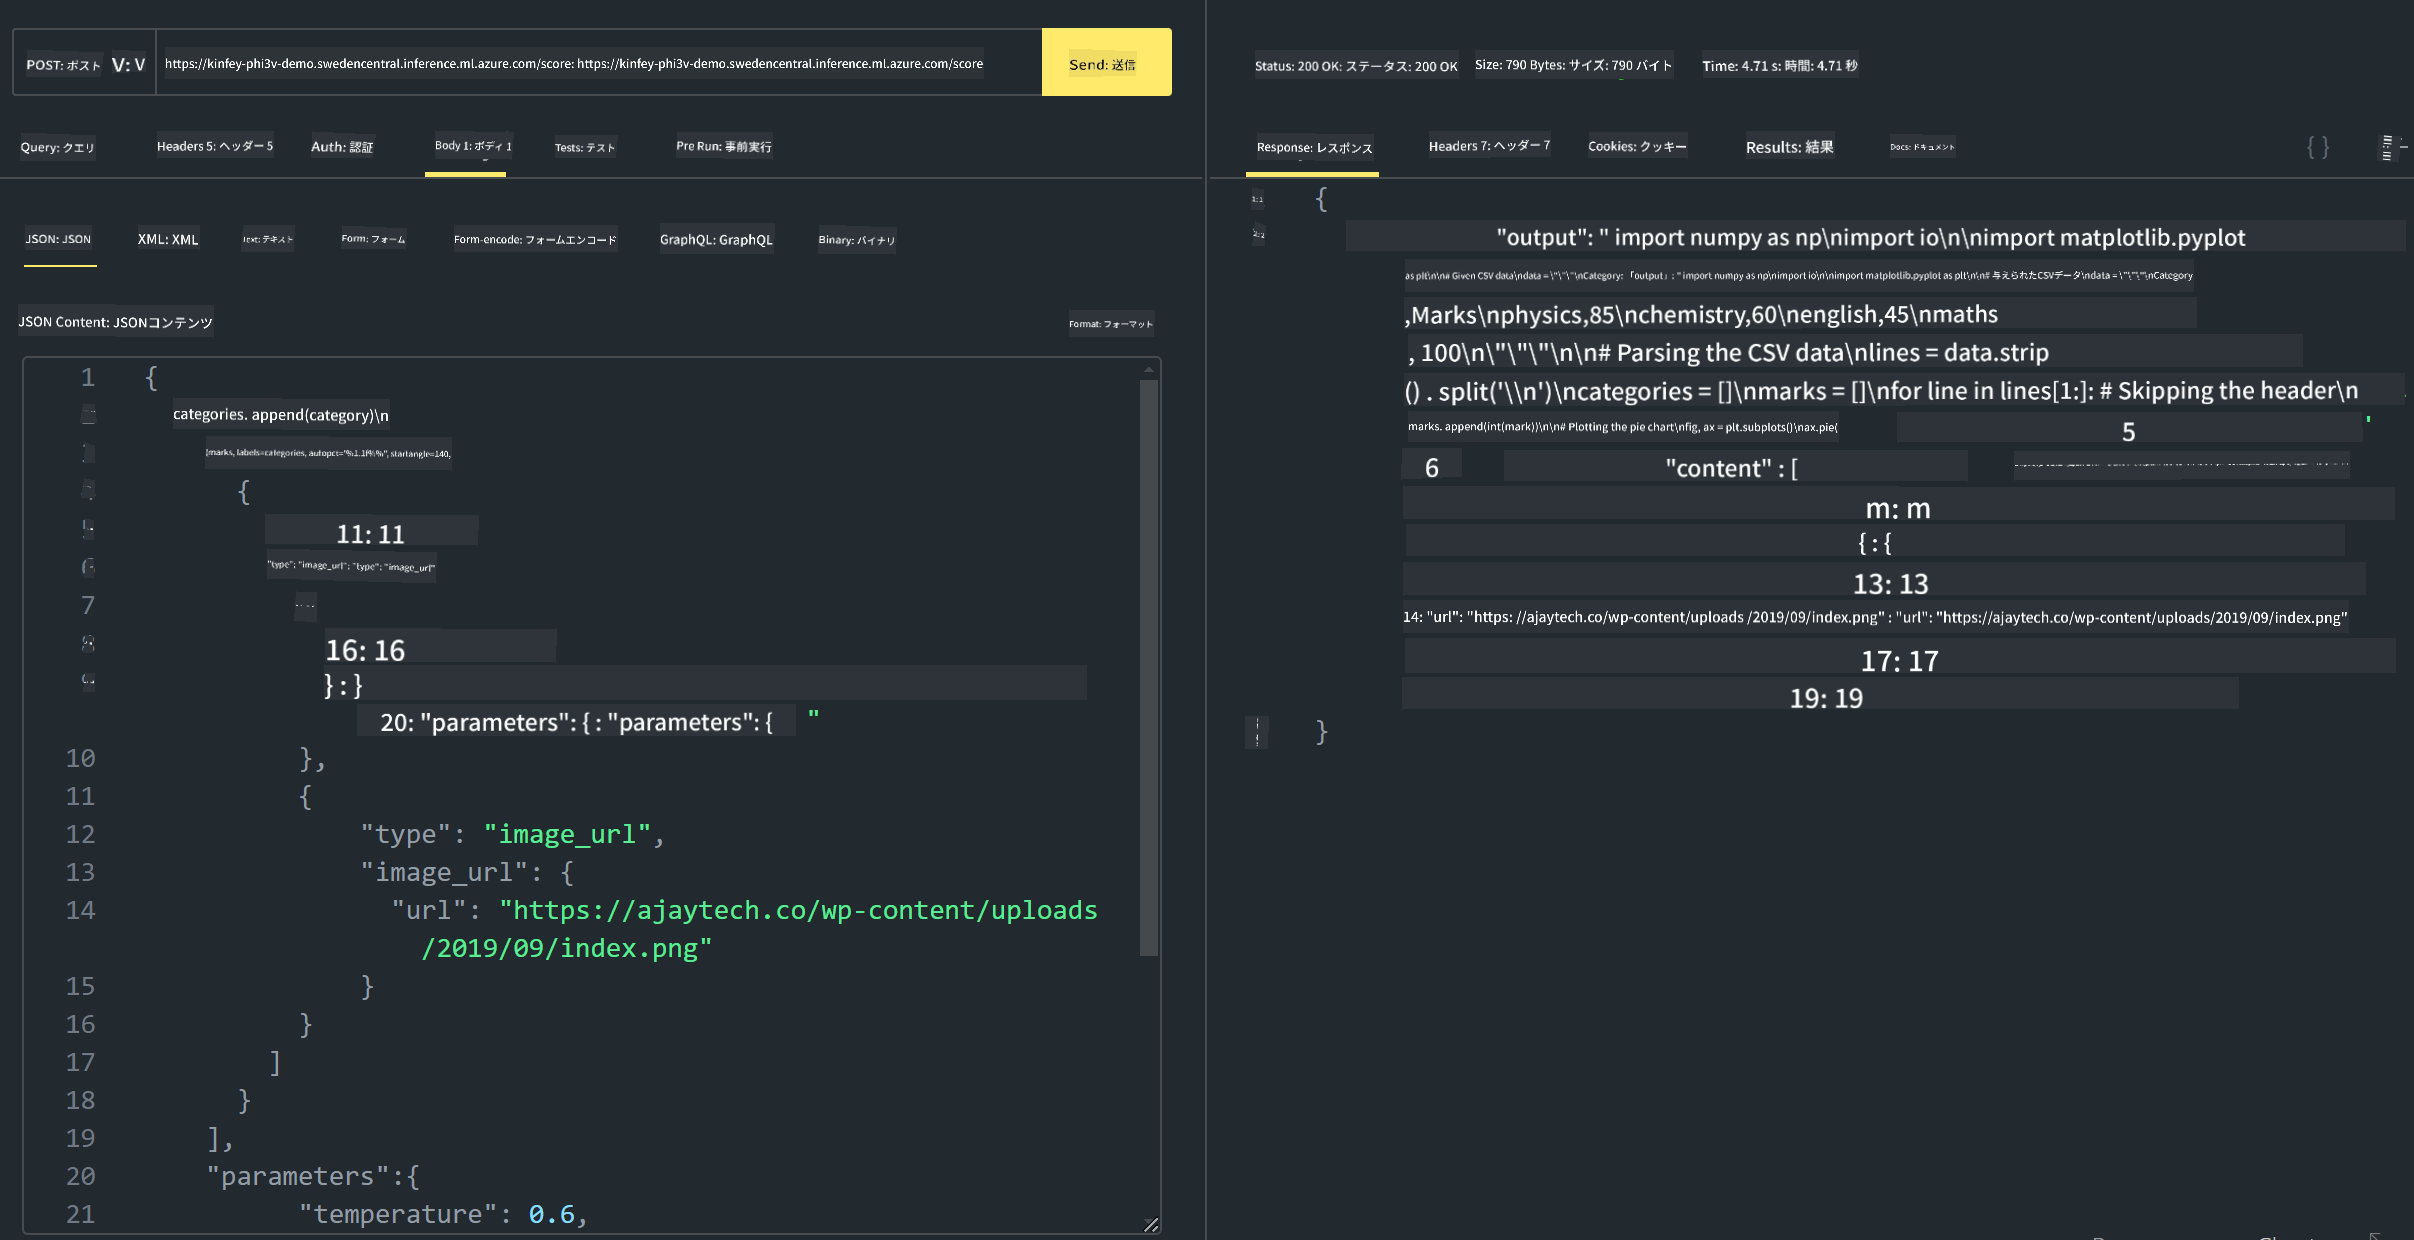 POST: ポスト V: V https://kinfey-phi3v-demo.swedencentral.inference.ml.azure.com/score: https://kinfey-phi3v-demo.swedencentral.inference.ml.azure.com/score Send: 送信
Query: クエリ Headers 5: ヘッダー 5 Auth: 認証 Body 1: ボディ 1 Tests: テスト Pre Run: 事前実行
JSON: JSON XML: XML Text: テキスト Form: フォーム Form-encode: フォームエンコード GraphQL: GraphQL Binary: バイナリ
JSON Content: JSONコンテンツ Format: フォーマット
1 {
categories. append(category)\n
(marks, labels=categories, autopct="%1.1f%%", startangle=140,
{
11: 11
"type": "image_url": "type": "image_url"
7
16: 16
} : }
20: "parameters": { : "parameters": { "
10 },
11 {
12 "type": "image_url",
13 "image_url": {
14 "url": "https://ajaytech.co/wp-content/uploads
/2019/09/index.png"
15 }
16 }
17 ]
18 }
19 ],
20 "parameters":{
21 "temperature": 0.6,
Status: 200 OK: ステータス: 200 OK Size: 790 Bytes: サイズ: 790 バイト Time: 4.71 s: 時間: 4.71 秒
Response: レスポンス Headers 7: ヘッダー 7 Cookies: クッキー Results: 結果 Docs: ドキュメント { }
1: 1 {
2: 2 "output": " import numpy as np\nimport io\n\nimport matplotlib.pyplot
as plt\n\n# Given CSV data\ndata = \"\"\"\nCategory: 「output」: " import numpy as np\nimport io\n\nimport matplotlib.pyplot as plt\n\n# 与えられたCSVデータ\ndata = \"\"\"\nCategory
,Marks\nphysics,85\nchemistry,60\nenglish,45\nmaths
, 100\n\"\"\"\n\n# Parsing the CSV data\nlines = data.strip
() . split('\\n')\ncategories = []\nmarks = []\nfor line in lines[1:]: # Skipping the header\n
marks. append(int(mark))\n\n# Plotting the pie chart\nfig, ax = plt.subplots()\nax.pie( 5 '
6 "content" : [
m: m
{ : {
13: 13
14: "url": "https: //ajaytech.co/wp-content/uploads /2019/09/index.png" : "url": "https://ajaytech.co/wp-content/uploads/2019/09/index.png"
17: 17
19: 19
}